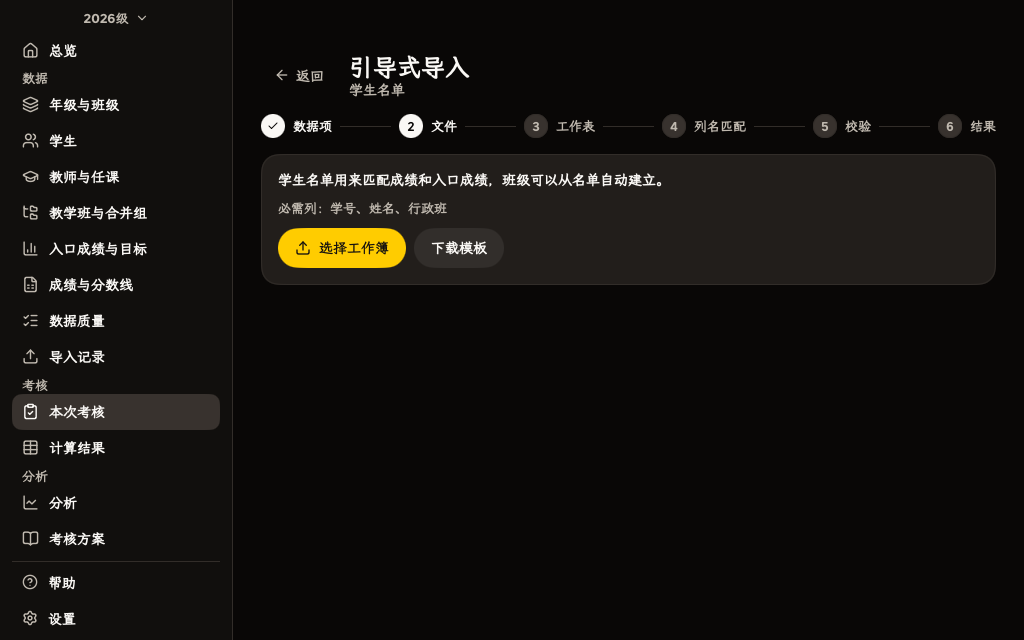 2026级
总览
数据
年级与班级
学生
教师与任课
教学班与合并组
入口成绩与目标
成绩与分数线
数据质量
导入记录
考核
本次考核
计算结果
分析
分析
考核方案
帮助
设置
返回
引导式导入
学生名单
数据项
2 文件
3 工作表
4 列名匹配
5 校验
6 结果
学生名单用来匹配成绩和入口成绩，班级可以从名单自动建立。
必需列：学号、姓名、行政班
选择工作簿
下载模板